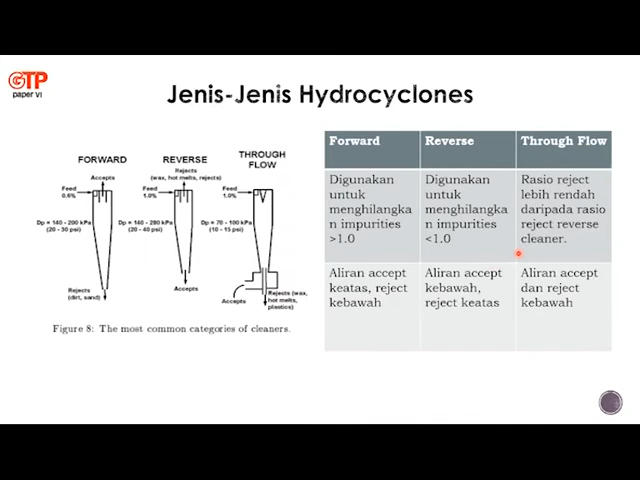 GTP
paper VI
Jenis-Jenis Hydrocyclones
FORWARD
REVERSE
THROUGH
FLOW
Accepts
Rejects
(wax, hot melts, rejects)
Feed
0.6%
Feed
1.0%
Feed
1.0%
Dp = 140 - 200 kPa
(20 - 30 psi)
Dp = 140 - 280 kPa
(20 - 40 psi)
Dp = 70 - 100 kPa
(10 - 15 psi)
Rejects
(dirt, sand)
Accepts
Accepts
Rejects (wax,
hot melts,
plastics)
Figure 8: The most common categories of cleaners.
Forward
Reverse
Through Flow
Digunakan
untuk
menghilangka
n impurities
>1.0
Digunakan
untuk
menghilangka
n impurities
<1.0
Rasio reject
lebih rendah
daripada rasio
reject reverse
cleaner.
Aliran accept
keatas, reject
kebawah
Aliran accept
kebawah,
reject keatas
Aliran accept
dan reject
kebawah